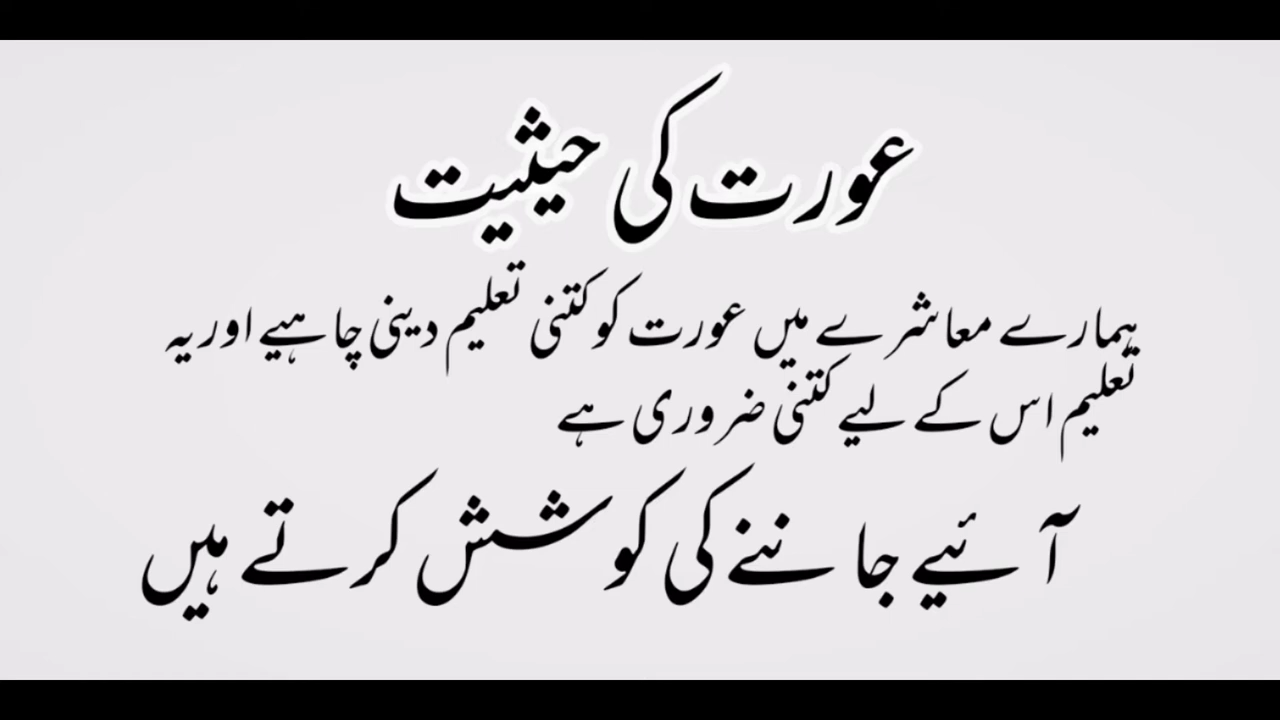 عورت کی حیثیت
ہمارے معاشرے میں عورت کو کتنی تعلیم دینی چاہیے اور یہ
تعلیم اس کے لیے کتنی ضروری ہے
آئیے جاننے کی کوشش کرتے ہیں